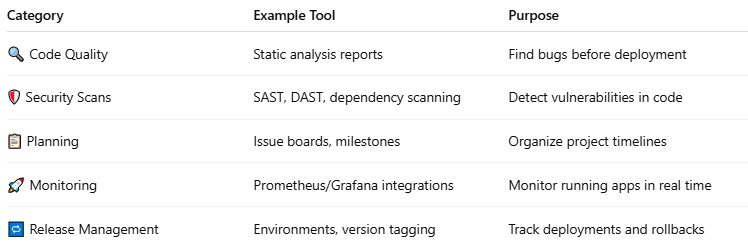 Category Example Tool Purpose
🔍 Code Quality Static analysis reports Find bugs before deployment
🛡️ Security Scans SAST, DAST, dependency scanning Detect vulnerabilities in code
📋 Planning Issue boards, milestones Organize project timelines
🚀 Monitoring Prometheus/Grafana integrations Monitor running apps in real time
🔁 Release Management Environments, version tagging Track deployments and rollbacks